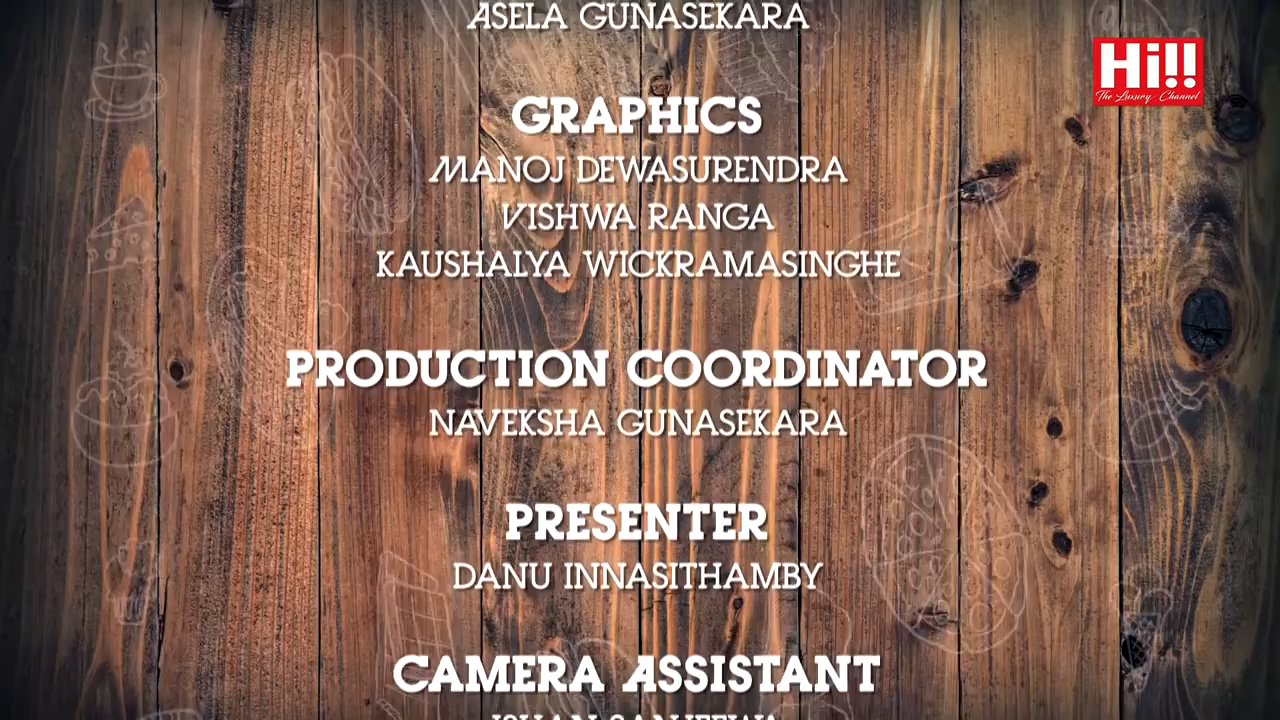 ASELA GUNASEKARA
Hi!!
The Luxury Channel
GRAPHICS
MANOJ DEWASURENDRA
VISHWA RANGA
KAUSHALYA WICKRAMASINGHE
PRODUCTION COORDINATOR
NAVEKSHA GUNASEKARA
PRESENTER
DANU INNASITHAMBY
CAMERA ASSISTANT